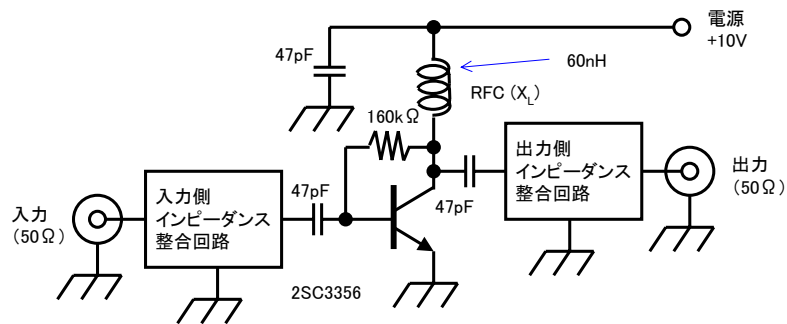 電源
+10V
47pF
60nH
RFC (XL)
160kΩ
出力側
インピーダンス
整合回路
出力
(50Ω)
入力側
インピーダンス
整合回路
47pF
47pF
入力
(50Ω)
2SC3356